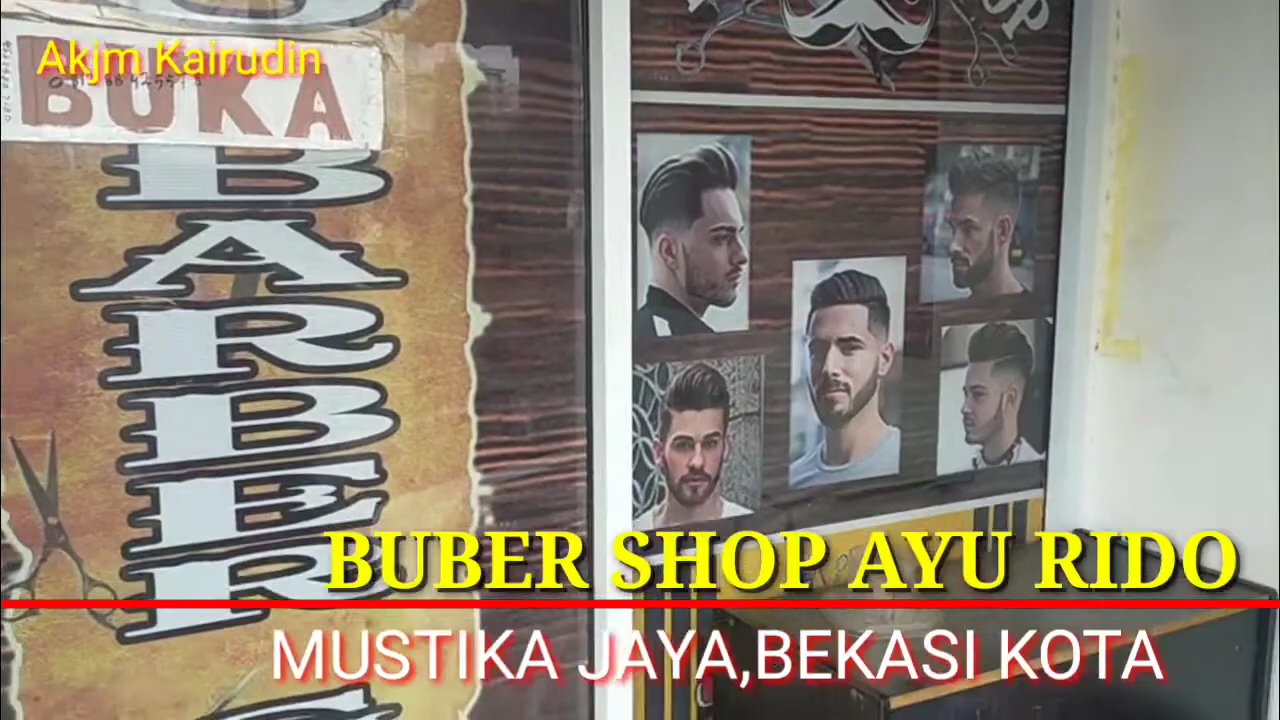 Akjm Kairudin
BUKA
BARBER
BUBER SHOP AYU RIDO
MUSTIKA JAYA,BEKASI KOTA